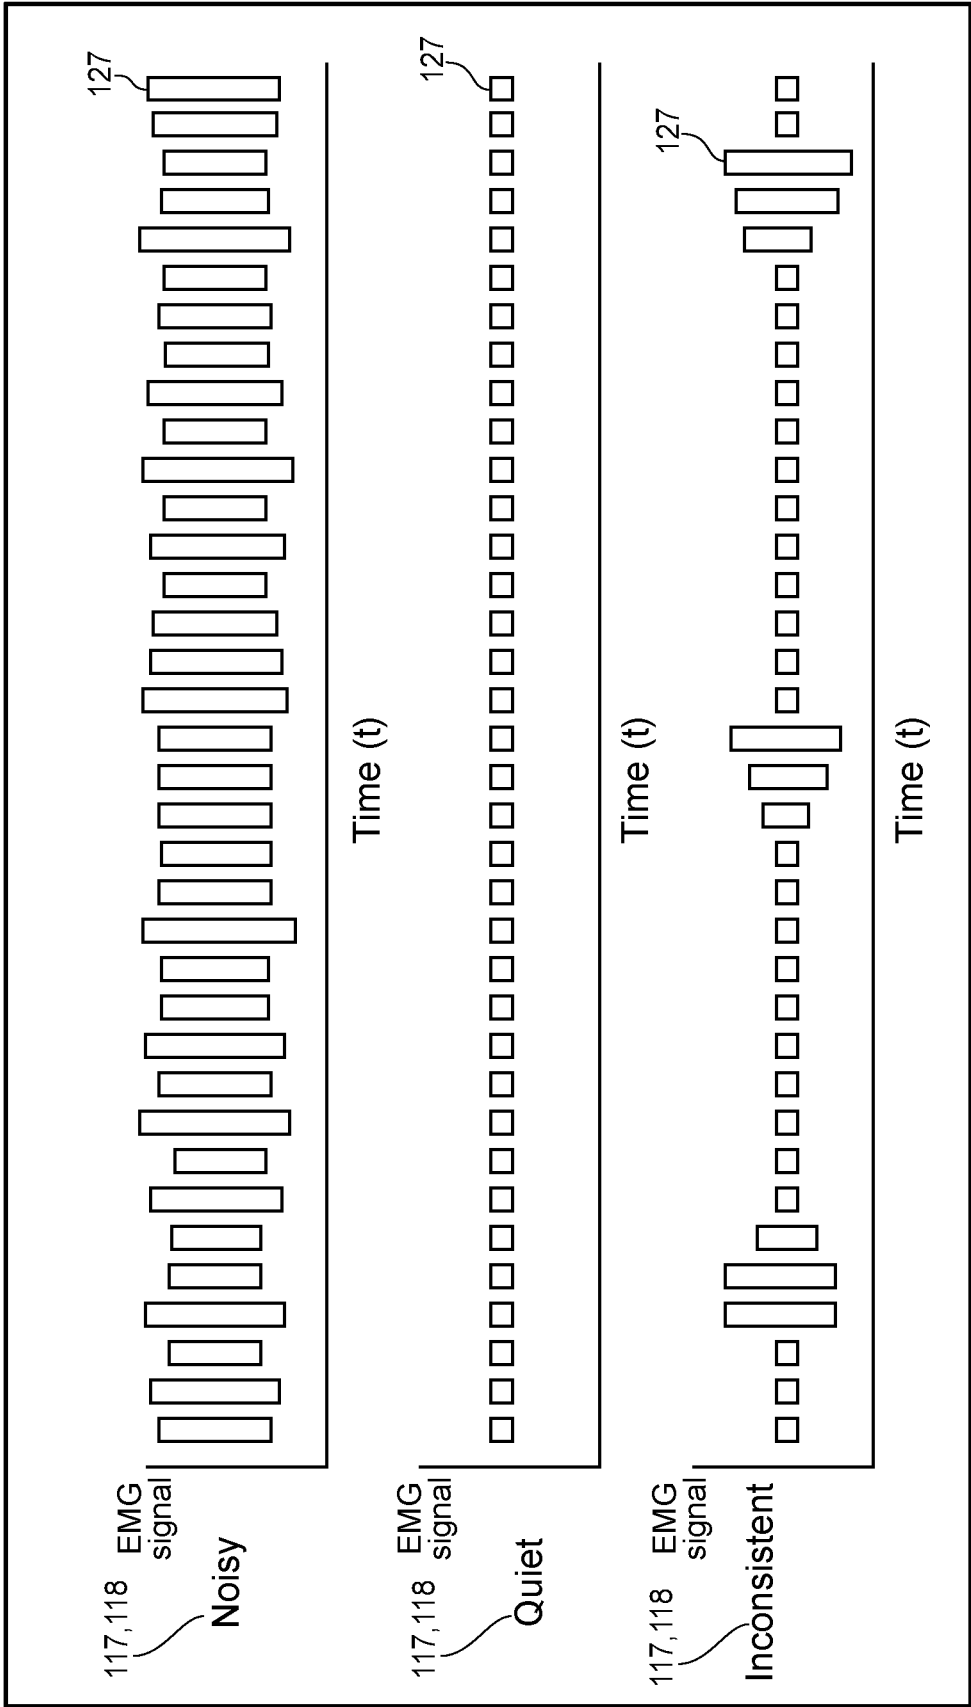 117, 118
EMG
signal
Noisy
127
Time (t)
117, 118
EMG
signal
Quiet
127
Time (t)
117, 118
EMG
signal
Inconsistent
127
Time (t)